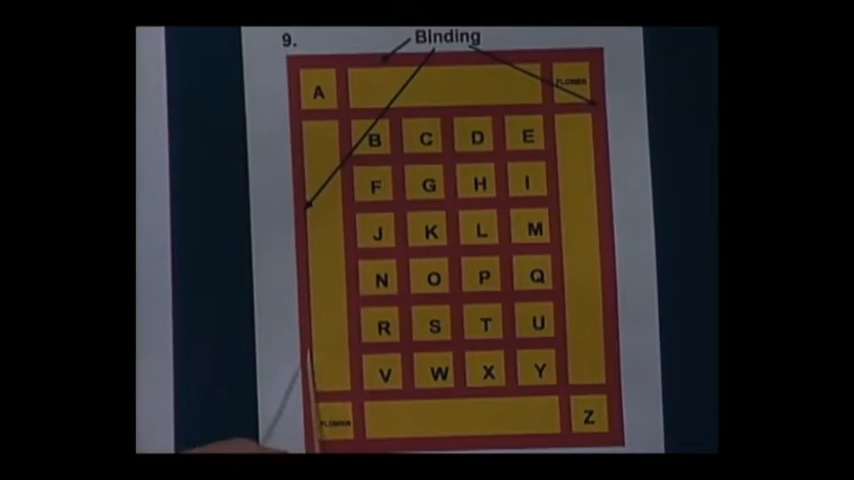 9.
Binding
A FLOWER
B C D E
F G H I
J K L M
N O P Q
R S T U
V W X Y
FLOWER Z